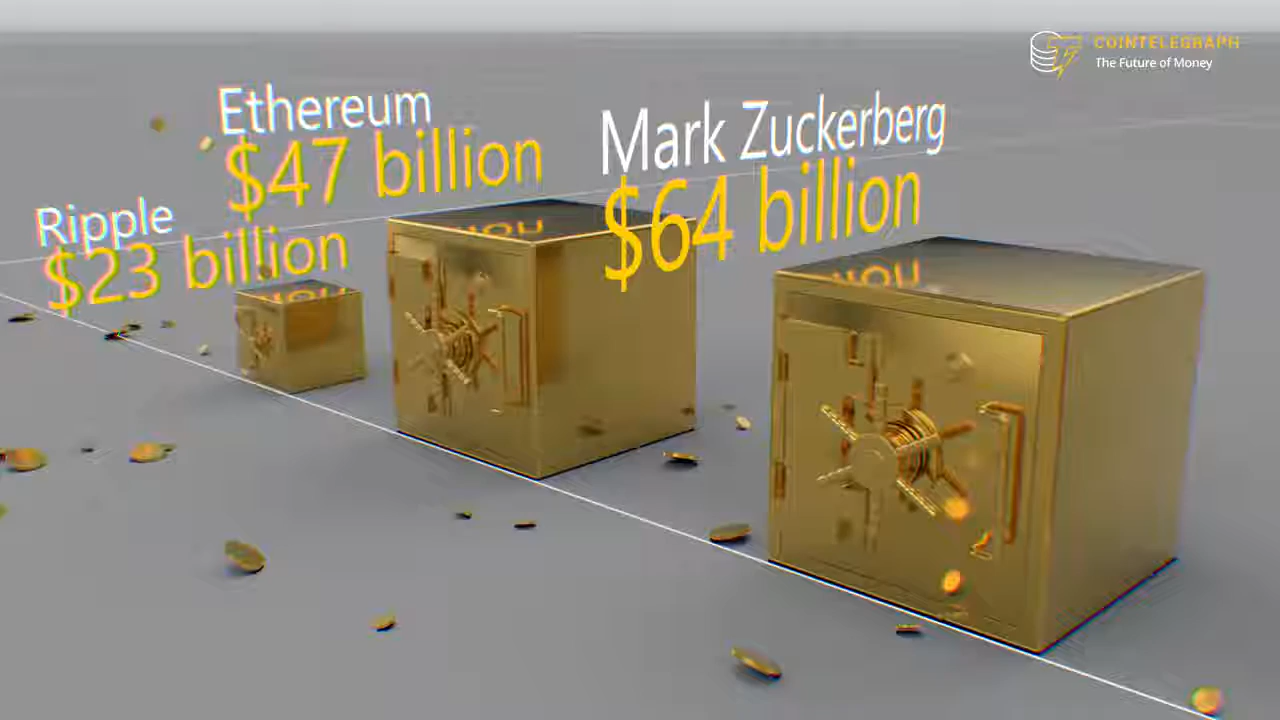 COINTELEGRAPH
The Future of Money
Ethereum
$47 billion
Mark Zuckerberg
$64 billion
Ripple
$23 billion